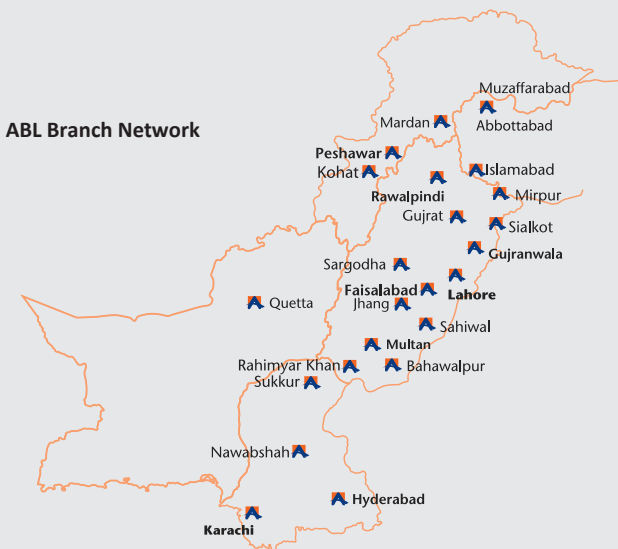 Muzaffarabad
Mardan
Abbottabad
ABL Branch Network
Peshawar
Kohat
Islamabad
Rawalpindi
Mirpur
Gujrat
Sialkot
Gujranwala
Sargodha
Faisalabad
Lahore
Quetta
Jhang
Sahiwal
Multan
Rahimyar Khan
Bahawalpur
Sukkur
Nawabshah
Hyderabad
Karachi